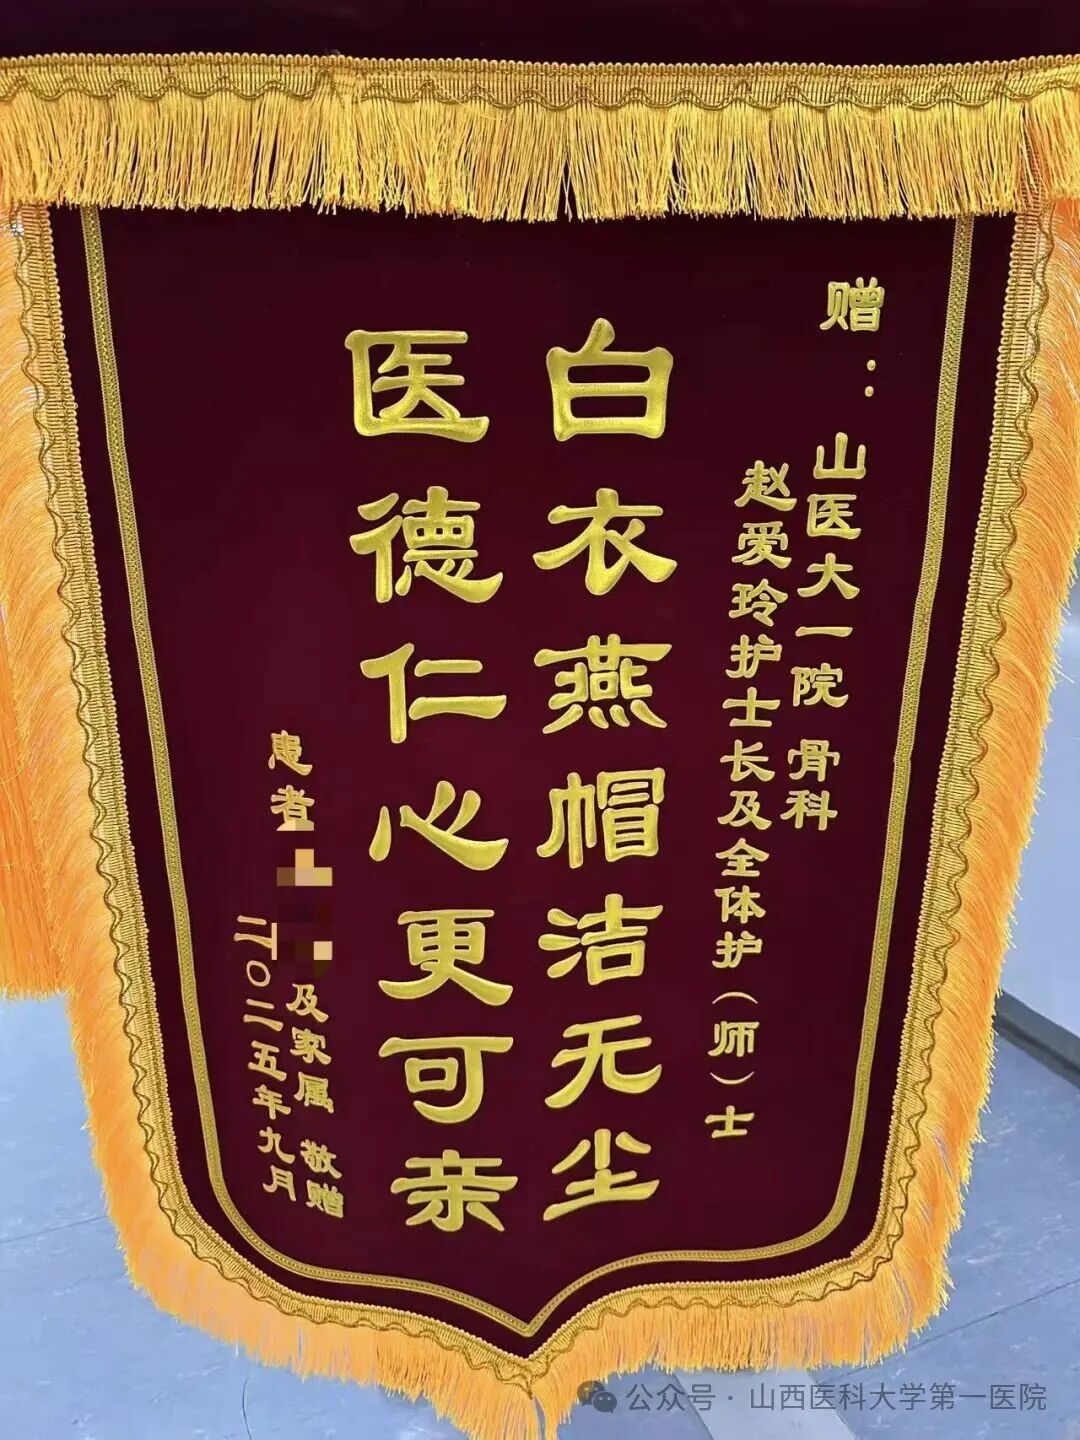 赠：山医大一院 骨科
赵爱玲护士长及全体护（师）士
白衣燕帽洁无尘
医德仁心更可亲
患者 及家属 敬赠
二〇二五年九月
公众号·山西医科大学第一医院